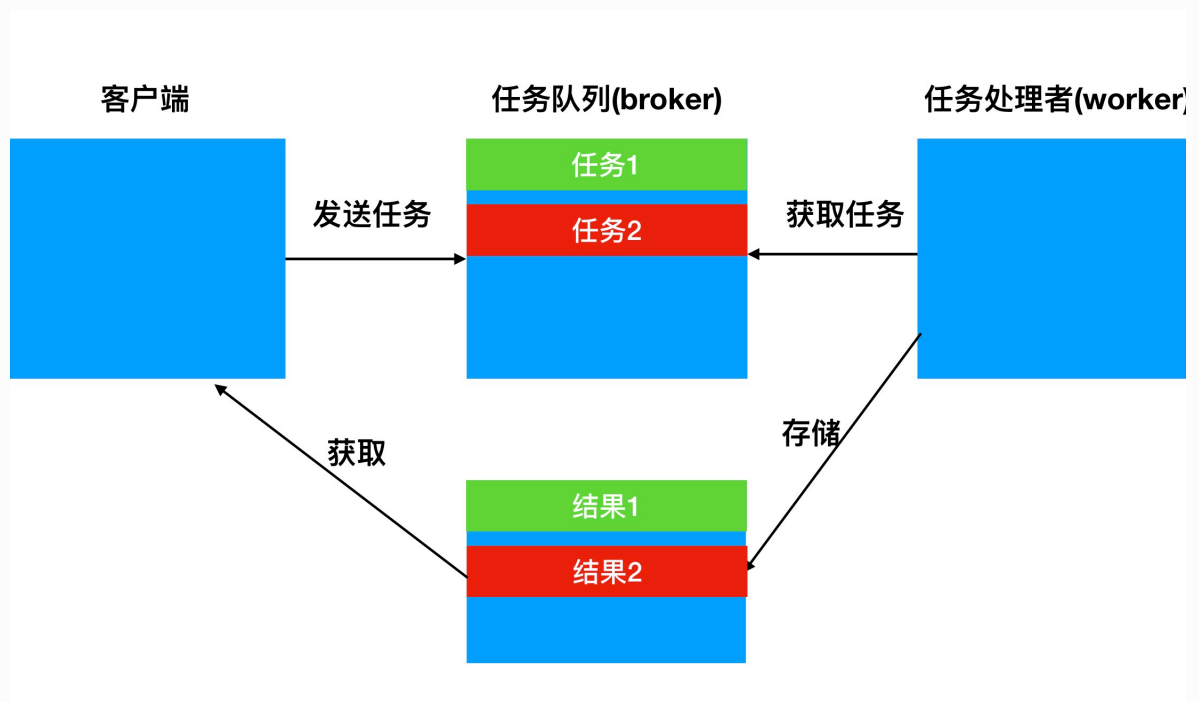 客户端
任务队列(broker)
任务处理者(worker)
任务1
发送任务
任务2
获取任务
获取
存储
结果1
结果2